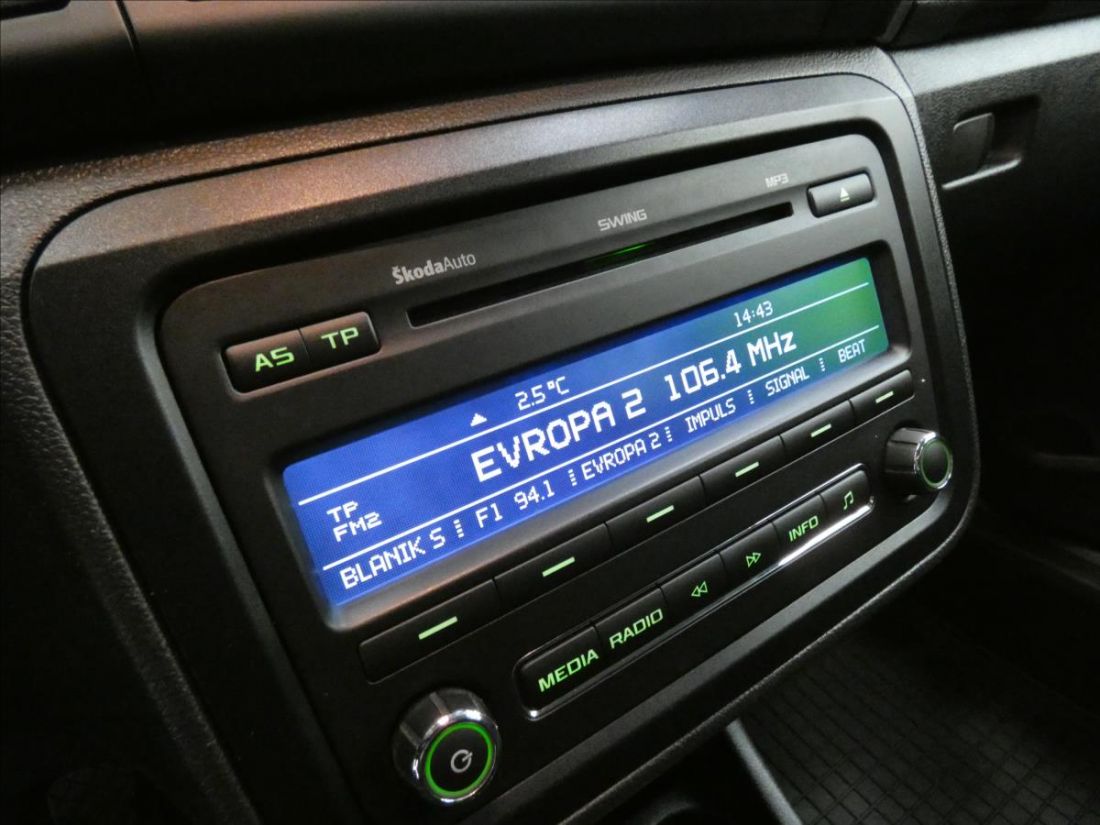 MP3
SWING
ŠkodaAuto
AS TP
14:43
2.5°C
EVROPA 2 106.4 MHz
TP
FM2
BLANIK S F1 94.1 EVROPA 2 IMPULS SIGNAL BEAT
MEDIA RADIO INFO